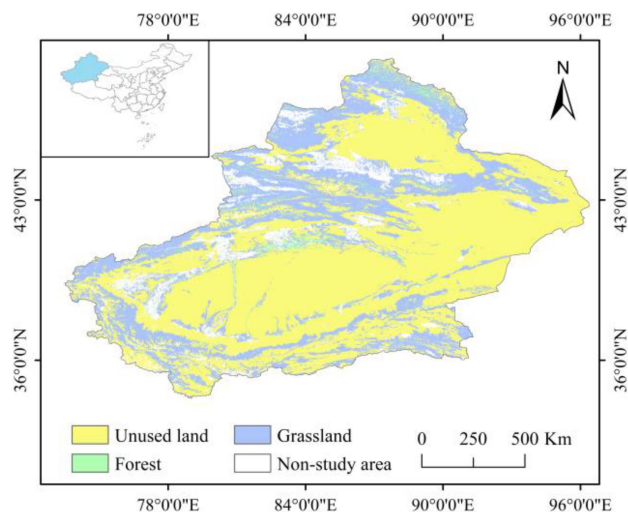 78°0'0"E 84°0'0"E 90°0'0"E 96°0'0"E
N
43°0'0"N 43°0'0"N
36°0'0"N 36°0'0"N
Unused land Grassland 0 250 500 Km
Forest Non-study area
78°0'0"E 84°0'0"E 90°0'0"E 96°0'0"E